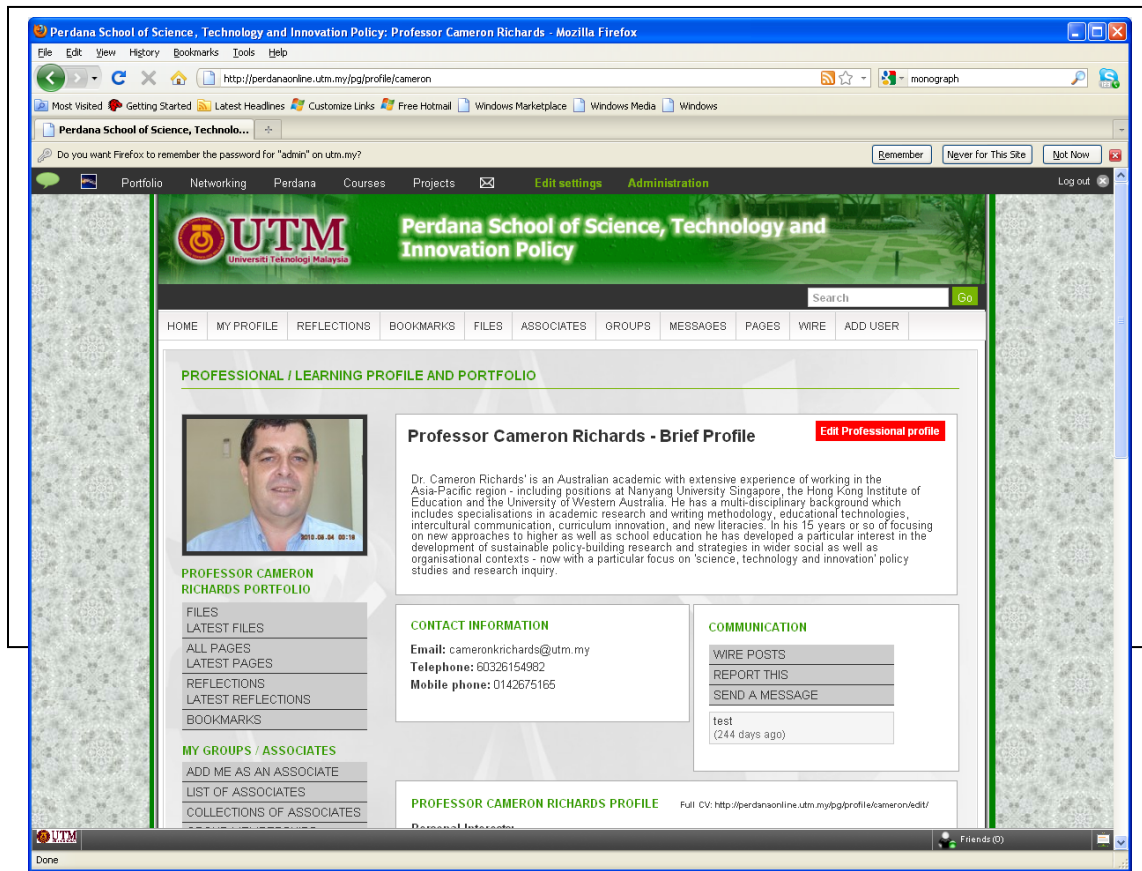 Perdana School of Science, Technology and Innovation Policy: Professor Cameron Richards - Mozilla Firefox
File Edit View History Bookmarks Tools Help
http://perdanaonline.utm.my/pg/profile/cameron
monograph
Most Visited Getting Started Latest Headlines Customize Links Free Hotmail Windows Marketplace Windows Media Windows
Perdana School of Science, Technolo...
Do you want Firefox to remember the password for "admin" on utm.my? Remember Never for This Site Not Now
Portfolio Networking Perdana Courses Projects Edit settings Administration Log out
UTM
Universiti Teknologi Malaysia
Perdana School of Science, Technology and
Innovation Policy
Search Go
HOME MY PROFILE REFLECTIONS BOOKMARKS FILES ASSOCIATES GROUPS MESSAGES PAGES WIRE ADD USER
PROFESSIONAL / LEARNING PROFILE AND PORTFOLIO
2010.08.04 00:18
PROFESSOR CAMERON
RICHARDS PORTFOLIO
FILES
LATEST FILES
ALL PAGES
LATEST PAGES
REFLECTIONS
LATEST REFLECTIONS
BOOKMARKS
MY GROUPS / ASSOCIATES
ADD ME AS AN ASSOCIATE
LIST OF ASSOCIATES
COLLECTIONS OF ASSOCIATES
Professor Cameron Richards - Brief Profile
Edit Professional profile
Dr. Cameron Richards' is an Australian academic with extensive experience of working in the
Asia-Pacific region - including positions at Nanyang University Singapore, the Hong Kong Institute of
Education and the University of Western Australia. He has a multi-disciplinary background which
includes specialisations in academic research and writing methodology, educational technologies,
intercultural communication, curriculum innovation, and new literacies. In his 15 years or so of focusing
on new approaches to higher as well as school education he has developed a particular interest in the
development of sustainable policy-building research and strategies in wider social as well as
organisational contexts - now with a particular focus on 'science, technology and innovation' policy
studies and research inquiry.
CONTACT INFORMATION
Email: cameronkrichards@utm.my
Telephone: 60326154982
Mobile phone: 0142675165
COMMUNICATION
WIRE POSTS
REPORT THIS
SEND A MESSAGE
test
(244 days ago)
PROFESSOR CAMERON RICHARDS PROFILE Full CV: http://perdanaonline.utm.my/pg/profile/cameron/edit/
Personal Interests:
UTM
Friends (0)
Done